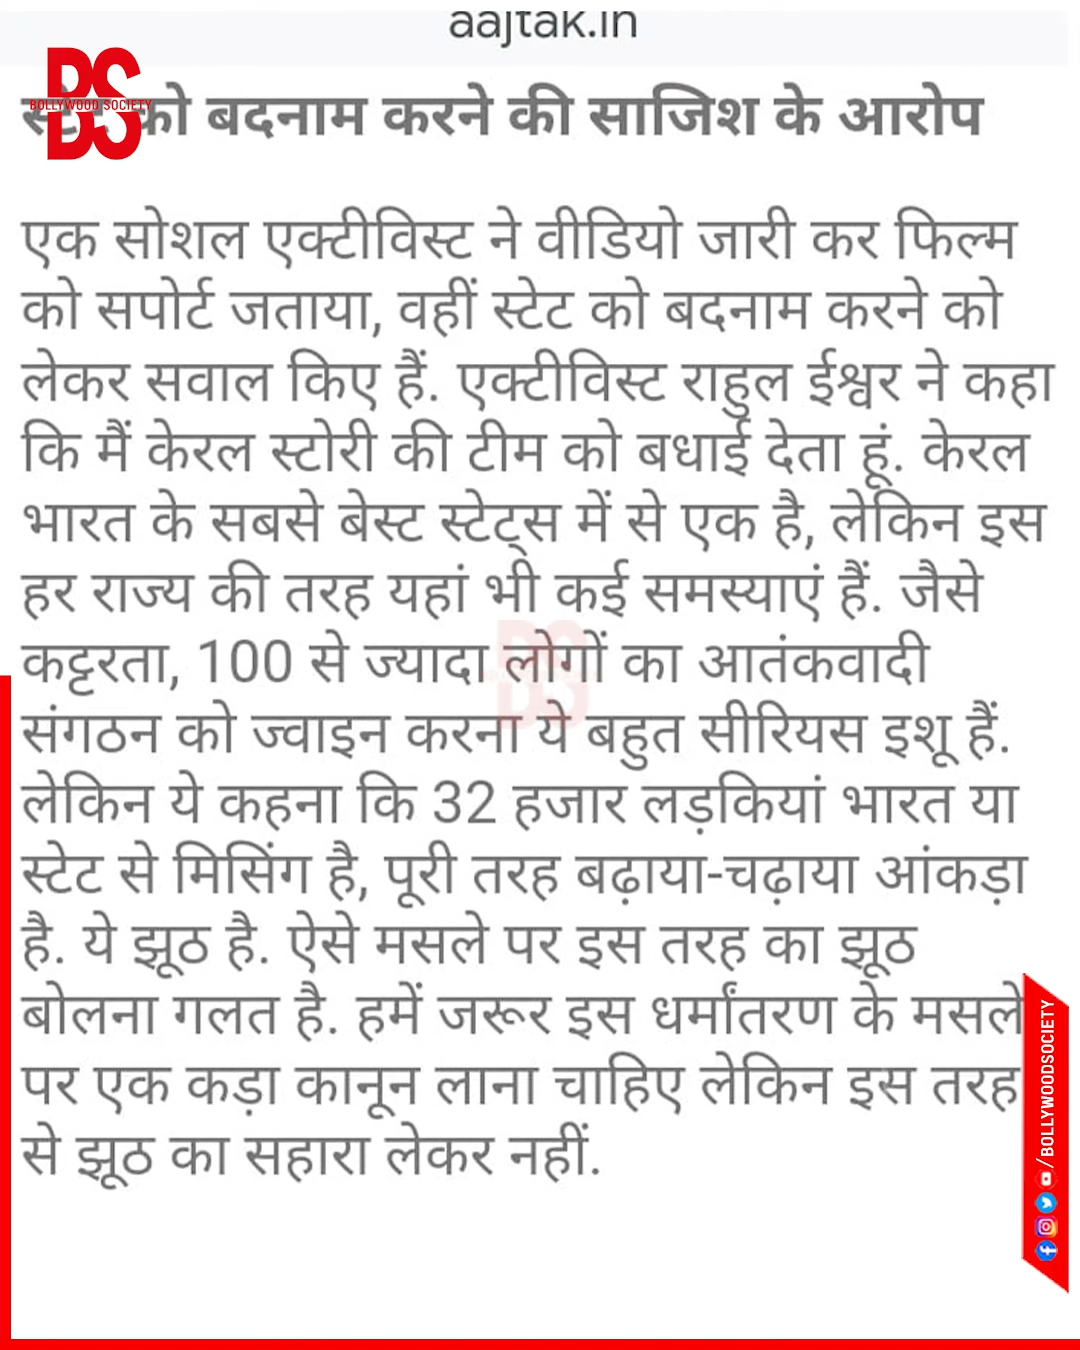 aajtak.in
BOLLYWOOD SOCIETY
को बदनाम करने की साजिश के आरोप
एक सोशल एक्टीविस्ट ने वीडियो जारी कर फिल्म
को सपोर्ट जताया, वहीं स्टेट को बदनाम करने को
लेकर सवाल किए हैं. एक्टीविस्ट राहुल ईश्वर ने कहा
कि मैं केरल स्टोरी की टीम को बधाई देता हूं. केरल
भारत के सबसे बेस्ट स्टेट्स में से एक है, लेकिन इस
हर राज्य की तरह यहां भी कई समस्याएं हैं. जैसे
कट्टरता, 100 से ज्यादा लोगों का आतंकवादी
संगठन को ज्वाइन करना ये बहुत सीरियस इशू हैं.
लेकिन ये कहना कि 32 हजार लड़कियां भारत या
स्टेट से मिसिंग है, पूरी तरह बढ़ाया-चढ़ाया आंकड़ा
है. ये झूठ है. ऐसे मसले पर इस तरह का झूठ
बोलना गलत है. हमें जरूर इस धर्मांतरण के मसले
पर एक कड़ा कानून लाना चाहिए लेकिन इस तरह
से झूठ का सहारा लेकर नहीं.
/BOLLYWOODSOCIETY